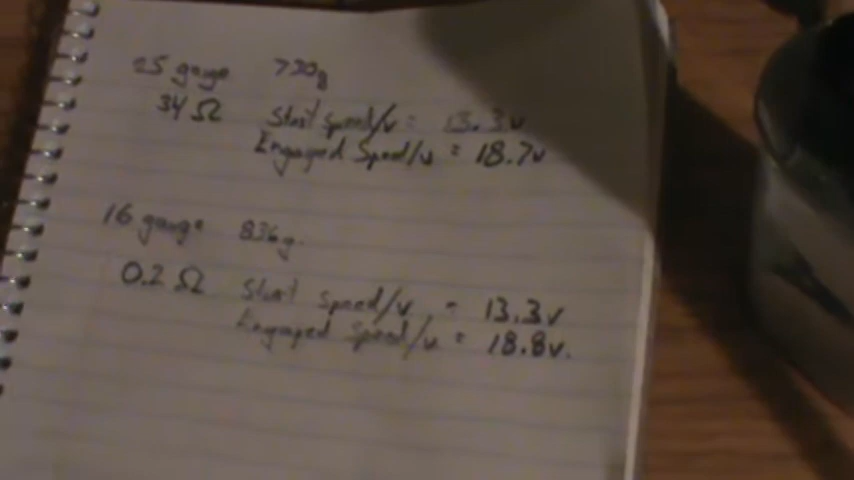 25 gauge 730g
34 Ω Start speed/v = 13.3v
Engaged Speed/v = 18.7v
16 gauge 836g.
0.2 Ω Start speed/v = 13.3v
Engaged speed/v = 18.8v.